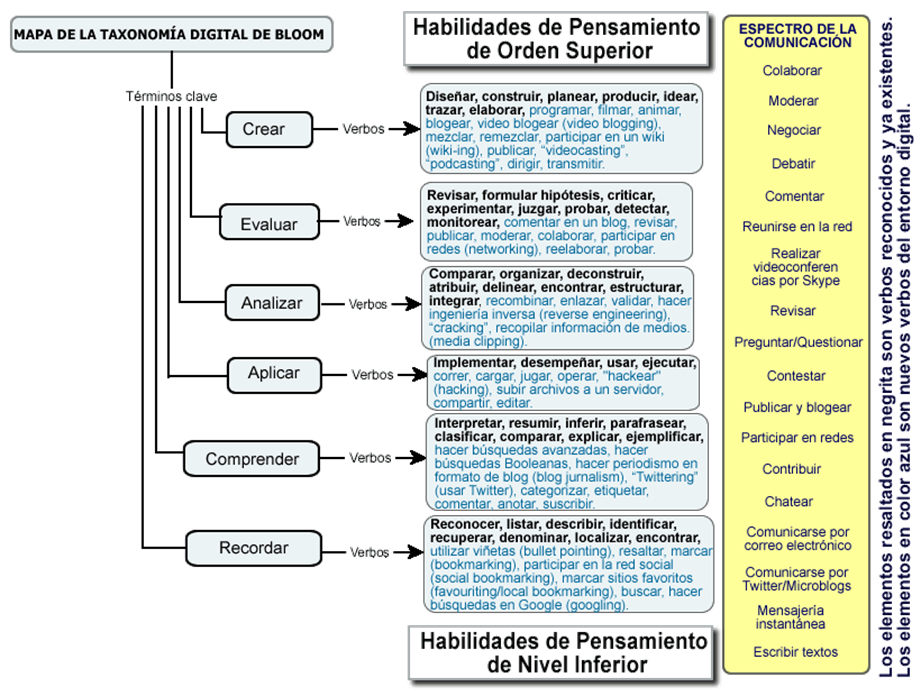 MAPA DE LA TAXONOMÍA DIGITAL DE BLOOM
Habilidades de Pensamiento
de Orden Superior
Términos clave
Crear
Verbos
Diseñar, construir, planear, producir, idear,
trazar, elaborar, programar, filmar, animar,
blogear, video blogear (video blogging),
mezclar, remezclar, participar en un wiki
(wiki-ing), publicar, “videocasting”,
“podcasting”, dirigir, transmitir.
Evaluar
Verbos
Revisar, formular hipótesis, criticar,
experimentar, juzgar, probar, detectar,
monitorear, comentar en un blog, revisar,
publicar, moderar, colaborar, participar en
redes (networking), reelaborar, probar.
Analizar
Verbos
Comparar, organizar, deconstruir,
atribuir, delinear, encontrar, estructurar,
integrar, recombinar, enlazar, validar, hacer
ingeniería inversa (reverse engineering),
“cracking”, recopilar información de medios.
(media clipping).
Aplicar
Verbos
Implementar, desempeñar, usar, ejecutar,
correr, cargar, jugar, operar, "hackear"
(hacking), subir archivos a un servidor,
compartir, editar.
Comprender
Verbos
Interpretar, resumir, inferir, parafrasear,
clasificar, comparar, explicar, ejemplificar,
hacer búsquedas avanzadas, hacer
búsquedas Booleanas, hacer periodismo en
formato de blog (blog jurnalism), “Twittering”
(usar Twitter), categorizar, etiquetar,
comentar, anotar, suscribir.
Recordar
Verbos
Reconocer, listar, describir, identificar,
recuperar, denominar, localizar, encontrar,
utilizar viñetas (bullet pointing), resaltar, marcar
(bookmarking), participar en la red social
(social bookmarking), marcar sitios favoritos
(favouriting/local bookmarking), buscar, hacer
búsquedas en Google (googling).
Habilidades de Pensamiento
de Nivel Inferior
ESPECTRO DE LA
COMUNICACIÓN
Colaborar
Moderar
Negociar
Debatir
Comentar
Reunirse en la red
Realizar
videoconferen
cias por Skype
Revisar
Preguntar/Questionar
Contestar
Publicar y blogear
Participar en redes
Contribuir
Chatear
Comunicarse por
correo electrónico
Comunicarse por
Twitter/Microblogs
Mensajería
instantánea
Escribir textos
Los elementos resaltados en negrita son verbos reconocidos y ya existentes.
Los elementos en color azul son nuevos verbos del entorno digital.